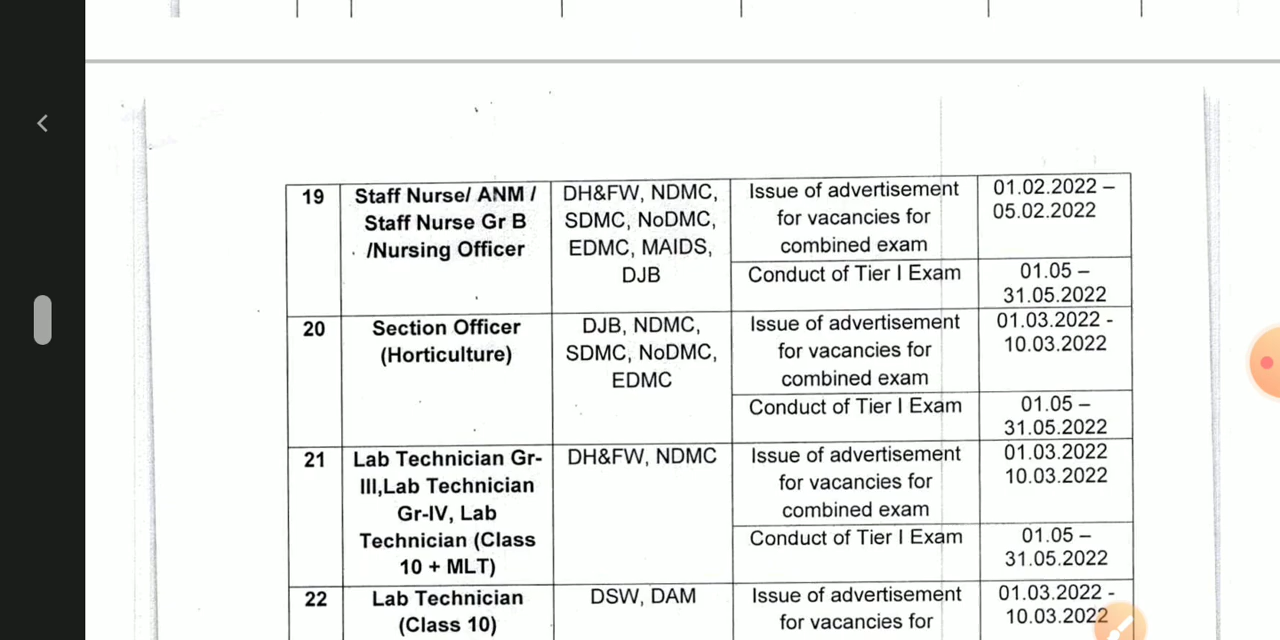 19
Staff Nurse/ ANM /
Staff Nurse Gr B
/Nursing Officer
DH&FW, NDMC,
SDMC, NoDMC,
EDMC, MAIDS,
DJB
Issue of advertisement
for vacancies for
combined exam
01.02.2022 –
05.02.2022
Conduct of Tier I Exam
01.05 –
31.05.2022
20
Section Officer
(Horticulture)
DJB, NDMC,
SDMC, NoDMC,
EDMC
Issue of advertisement
for vacancies for
combined exam
01.03.2022 -
10.03.2022
Conduct of Tier I Exam
01.05 –
31.05.2022
21
Lab Technician Gr-
III,Lab Technician
Gr-IV, Lab
Technician (Class
10 + MLT)
DH&FW, NDMC
Issue of advertisement
for vacancies for
combined exam
01.03.2022
10.03.2022
Conduct of Tier I Exam
01.05 –
31.05.2022
22
Lab Technician
(Class 10)
DSW, DAM
Issue of advertisement
for vacancies for
01.03.2022 -
10.03.2022